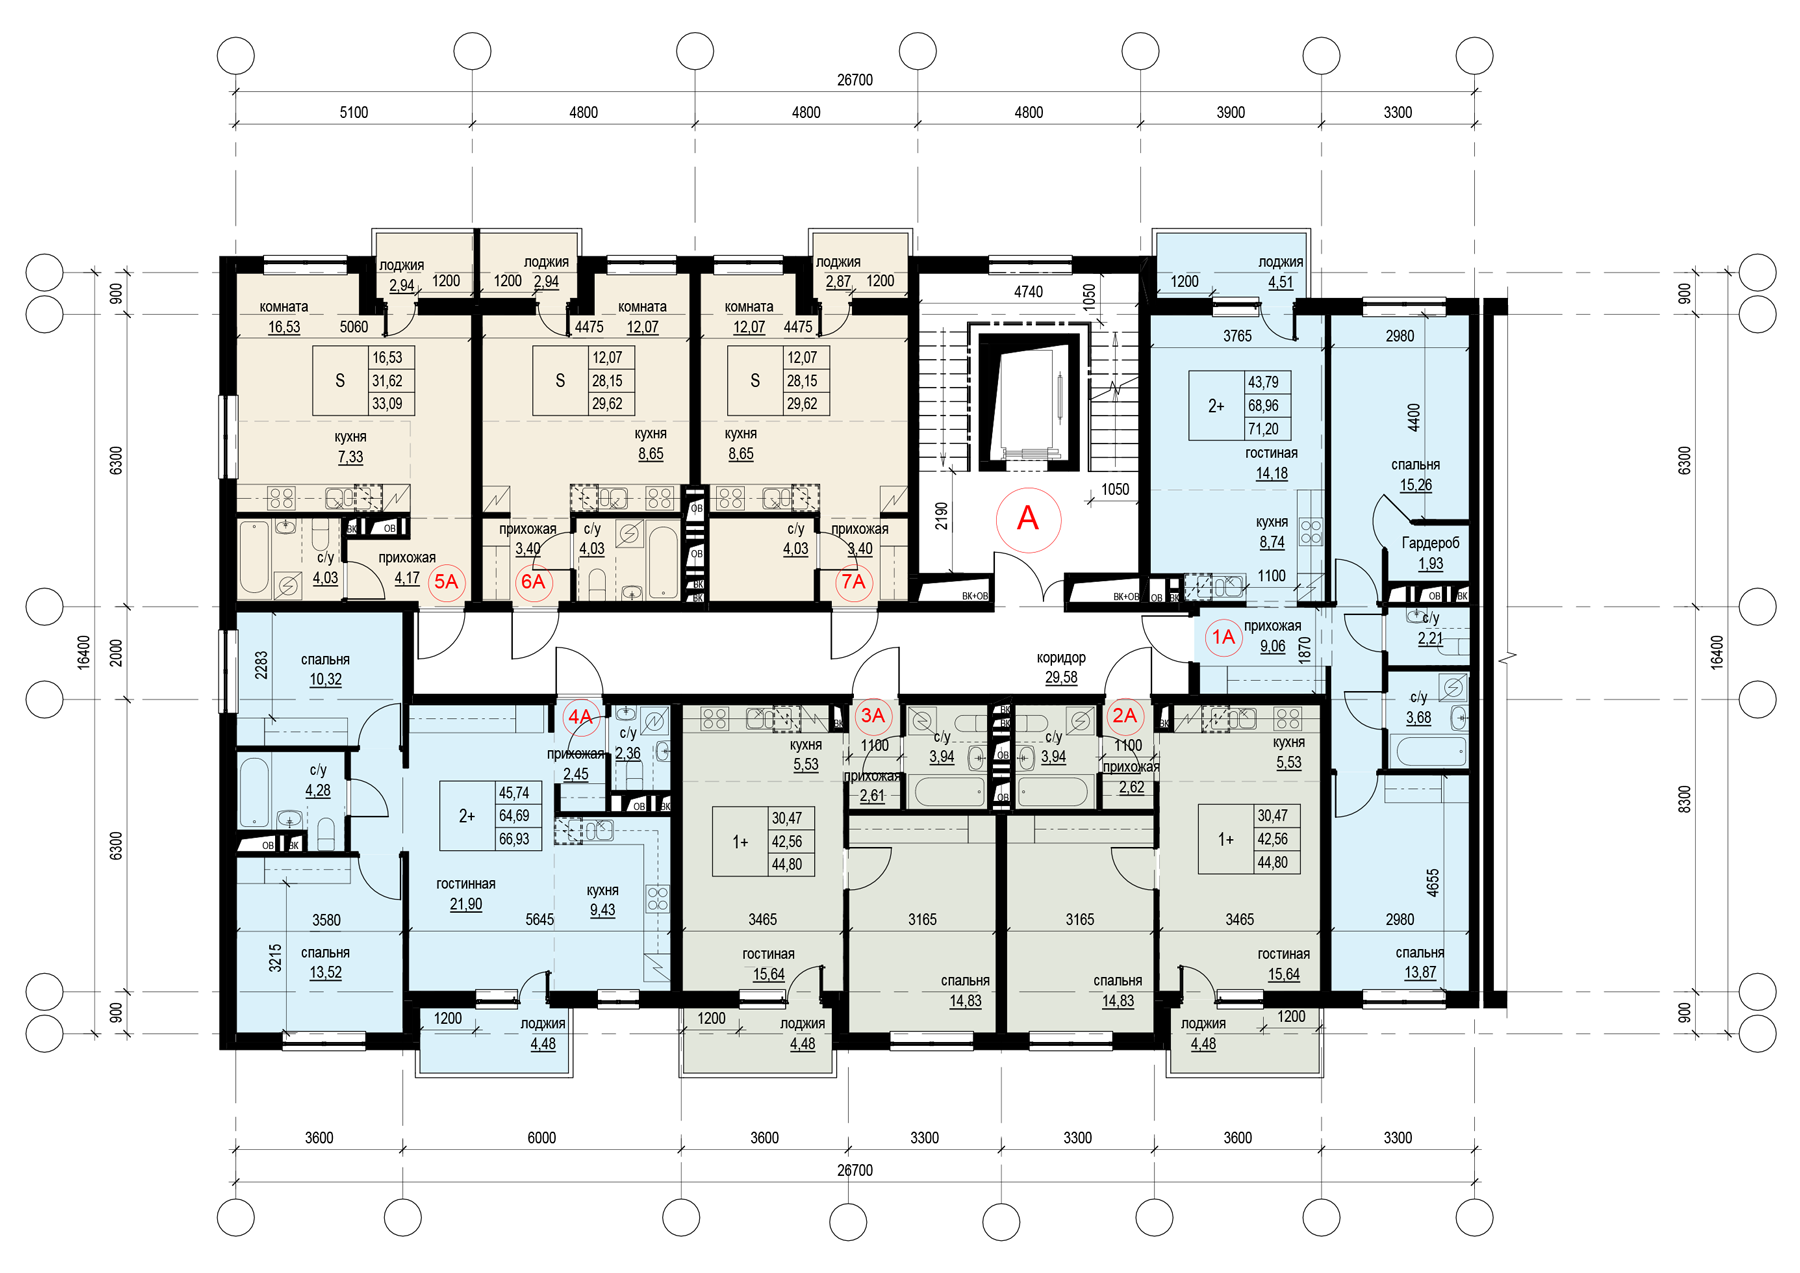 26700
5100
4800
4800
4800
3900
3300
лоджия
2,94
1200
1200
лоджия
2,94
лоджия
2,87
1200
1200
лоджия
4,51
900
900
комната
16,53
5060
4475
комната
12,07
комната
12,07
4475
4740
1050
3765
2980
S
16,53
31,62
33,09
S
12,07
28,15
29,62
S
12,07
28,15
29,62
2+
43,79
68,96
71,20
4400
6300
6300
кухня
7,33
кухня
8,65
кухня
8,65
гостиная
14,18
спальня
15,26
1050
2190
А
ВК
ОВ
ОВ
ОВ
ВК
ВК
прихожая
3,40
с/у
4,03
с/у
4,03
прихожая
3,40
кухня
8,74
Гардероб
1,93
с/у
4,03
прихожая
4,17
5А
6А
7А
1100
ВК+ОВ
ВК+ОВ
ОВ
ВК
ОВ
ВК
16400
2000
2283
спальня
10,32
коридор
29,58
1А
прихожая
9,06
1870
с/у
2,21
16400
4А
3А
2А
с/у
3,68
с/у
4,28
прихожая
2,45
с/у
2,36
кухня
5,53
ВК
1100
прихожая
2,61
с/у
3,94
ВК
ВК
ОВ
ОВ
с/у
3,94
1100
прихожая
2,62
ВК
кухня
5,53
2+
45,74
64,69
66,93
ОВ
ВК
1+
30,47
42,56
44,80
1+
30,47
42,56
44,80
8300
6300
ОВ
ВК
гостинная
21,90
кухня
9,43
4655
3580
5645
3465
3165
3165
3465
2980
3215
спальня
13,52
гостиная
15,64
спальня
14,83
спальня
14,83
гостиная
15,64
спальня
13,87
900
900
1200
лоджия
4,48
1200
лоджия
4,48
лоджия
4,48
1200
3600
6000
3600
3300
3300
3600
3300
26700